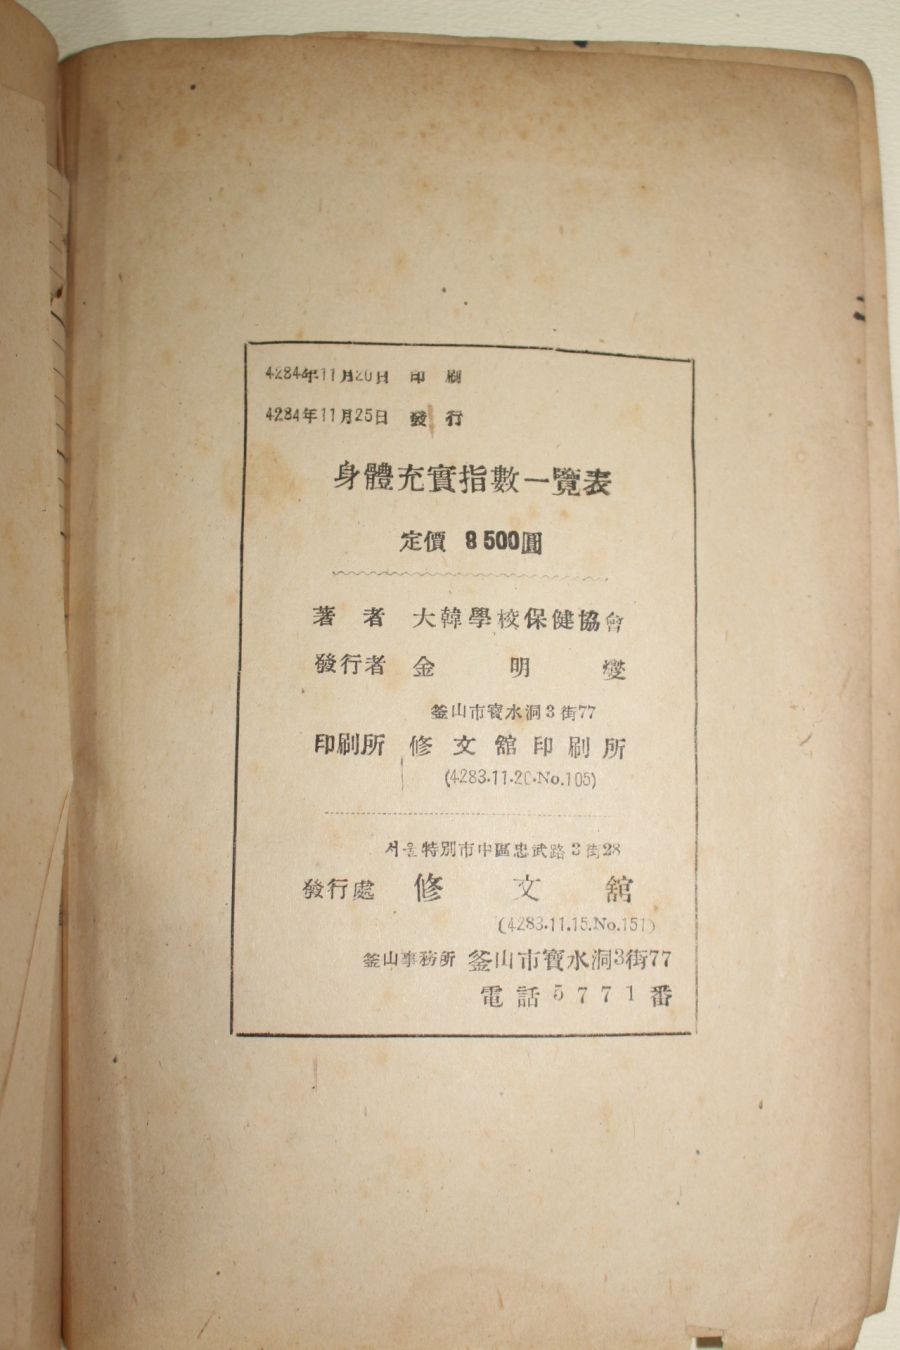 4284年11月20日 印 刷
4284年11月25日 發 行
身體充實指數一覽表
定價 8500圓
著 者 大韓學校保健協會
發行者 金 明 燮
釜山市寶水洞3街77
印刷所 修文舘印刷所
(4283.11.20.No.105)
서울特別市中區忠武路3街28
發行處 修 文 舘
(4283.11.15.No.151)
釜山事務所 釜山市寶水洞3街77
電話5771番